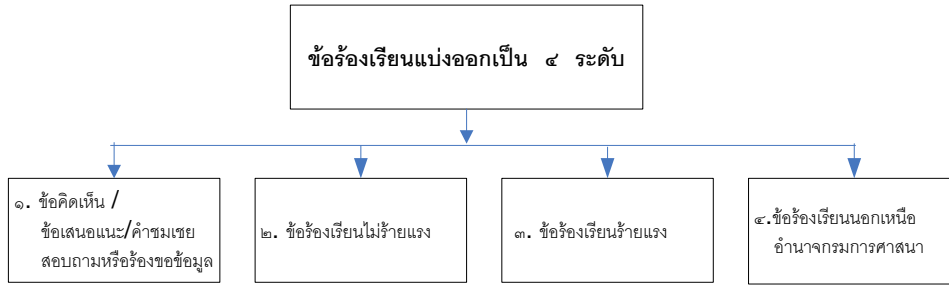 ข้อร้องเรียนแบ่งออกเป็น ๔ ระดับ
๑. ข้อคิดเห็น /
ข้อเสนอแนะ/คำชมเชย
สอบถามหรือร้องขอข้อมูล
๒. ข้อร้องเรียนไม่ร้ายแรง
๓. ข้อร้องเรียนร้ายแรง
๔.ข้อร้องเรียนนอกเหนือ
อำนาจกรมการศาสนา